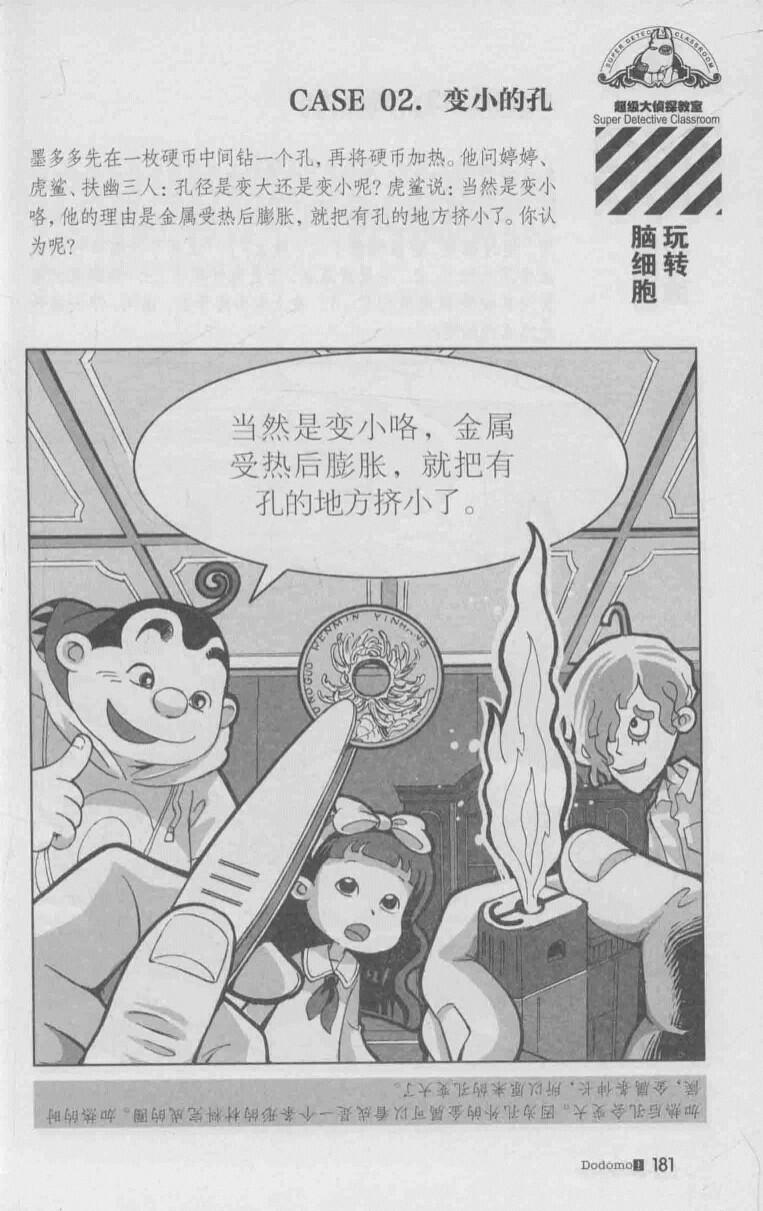 SUPER DETEC CLASSROOM
超级大侦探教室
Super Detective Classroom
玩转
脑细胞
CASE 02. 变小的孔
墨多多先在一枚硬币中间钻一个孔，再将硬币加热。他问婷婷、
虎鲨、扶幽三人：孔径是变大还是变小呢？虎鲨说：当然是变小
咯，他的理由是金属受热后膨胀，就把有孔的地方挤小了。你认
为呢？
当然是变小咯，金属
受热后膨胀，就把有
孔的地方挤小了。
GUO RENMIN YINHANG
加热后孔会变大。因为孔外的金属可以看成是一个条形的材料弯成的圈。加热的时
候，金属条伸长，所以原来的孔变大了。
Dodomo 181